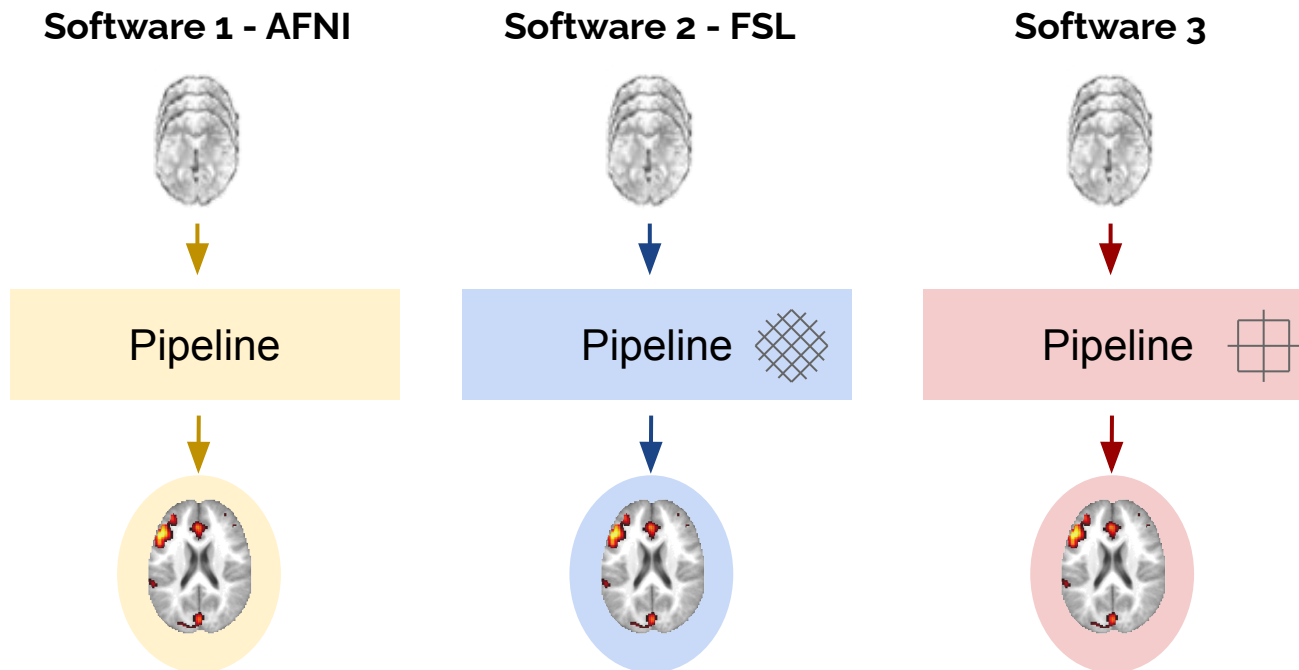 Software 1 - AFNI
Software 2 - FSL
Software 3
Pipeline
Pipeline
Pipeline